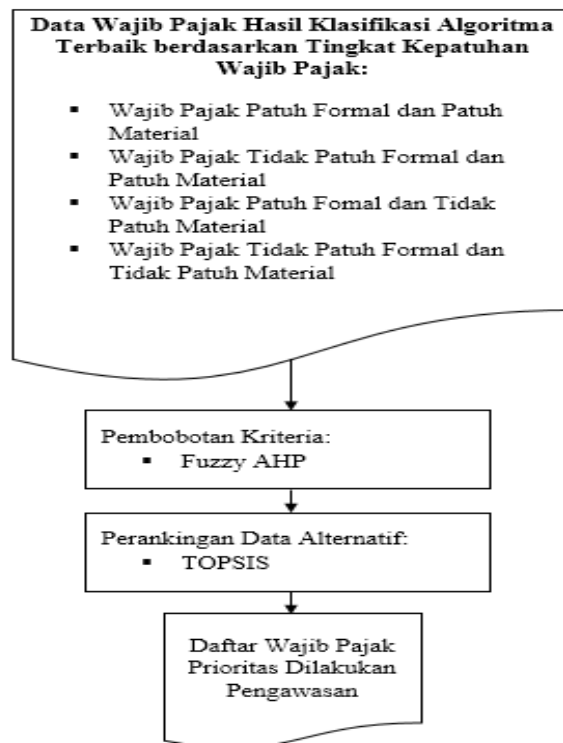 Data Wajib Pajak Hasil Klasifikasi Algoritma
Terbaik berdasarkan Tingkat Kepatuhan
Wajib Pajak:
▪ Wajib Pajak Patuh Formal dan Patuh
Material
▪ Wajib Pajak Tidak Patuh Formal dan
Patuh Material
▪ Wajib Pajak Patuh Fomal dan Tidak
Patuh Material
▪ Wajib Pajak Tidak Patuh Formal dan
Tidak Patuh Material
Pembobotan Kriteria:
▪ Fuzzy AHP
Perankingan Data Alternatif:
▪ TOPSIS
Daftar Wajib Pajak
Prioritas Dilakukan
Pengawasan